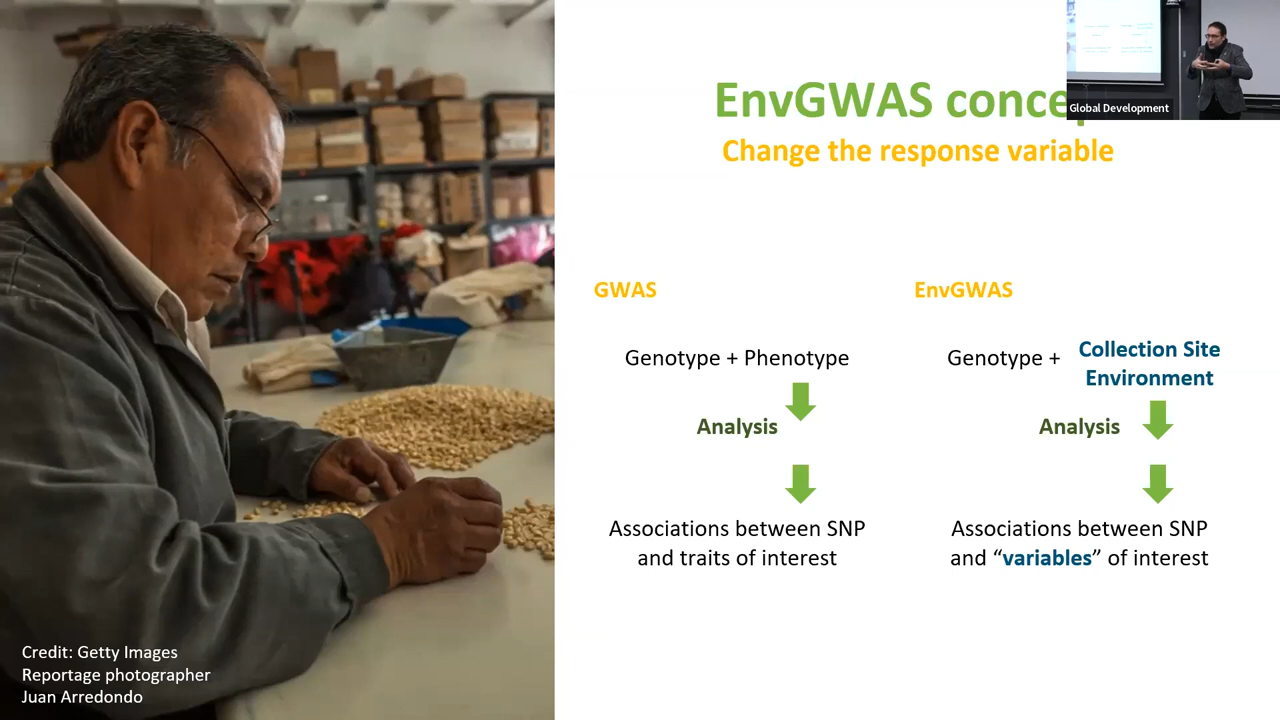 EnvGWAS conce
Global Development
Change the response variable
GWAS
Genotype + Phenotype
Analysis
Associations between SNP
and traits of interest
EnvGWAS
Genotype +
Collection Site
Environment
Analysis
Associations between SNP
and “variables” of interest
Credit: Getty Images
Reportage photographer
Juan Arredondo